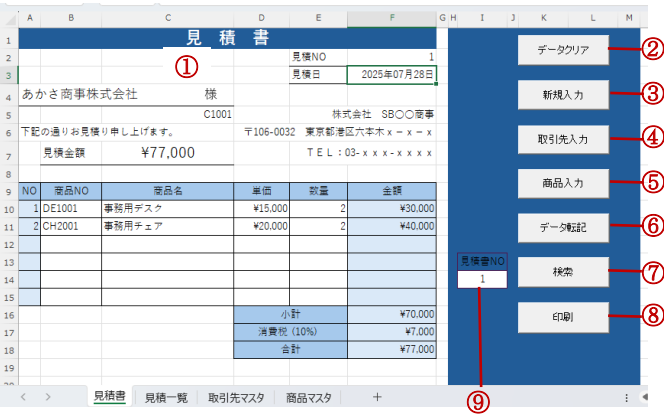 A B C D E F G H I J K L M
1 見 積 書
2 見積NO 1
3 見積日 2025年07月28日
4 あかさ商事株式会社 様
5 C1001 株式会社 SB〇〇商事
6 下記の通りお見積り申し上げます。 〒106-0032 東京都港区六本木x-x-x
7 見積金額 ¥77,000 TEL:03-xxx-xxxx
8
9 NO 商品NO 商品名 単価 数量 金額
10 1 DE1001 事務用デスク ¥15,000 2 ¥30,000
11 2 CH2001 事務用チェア ¥20,000 2 ¥40,000
12
13
14
15
16 小計 ¥70,000
17 消費税(10%) ¥7,000
18 合計 ¥77,000
19
①
データクリア ②
新規入力 ③
取引先入力 ④
商品入力 ⑤
データ転記 ⑥
検索 ⑦
印刷 ⑧
見積書NO
1
⑨
見積書 見積一覧 取引先マスタ 商品マスタ +